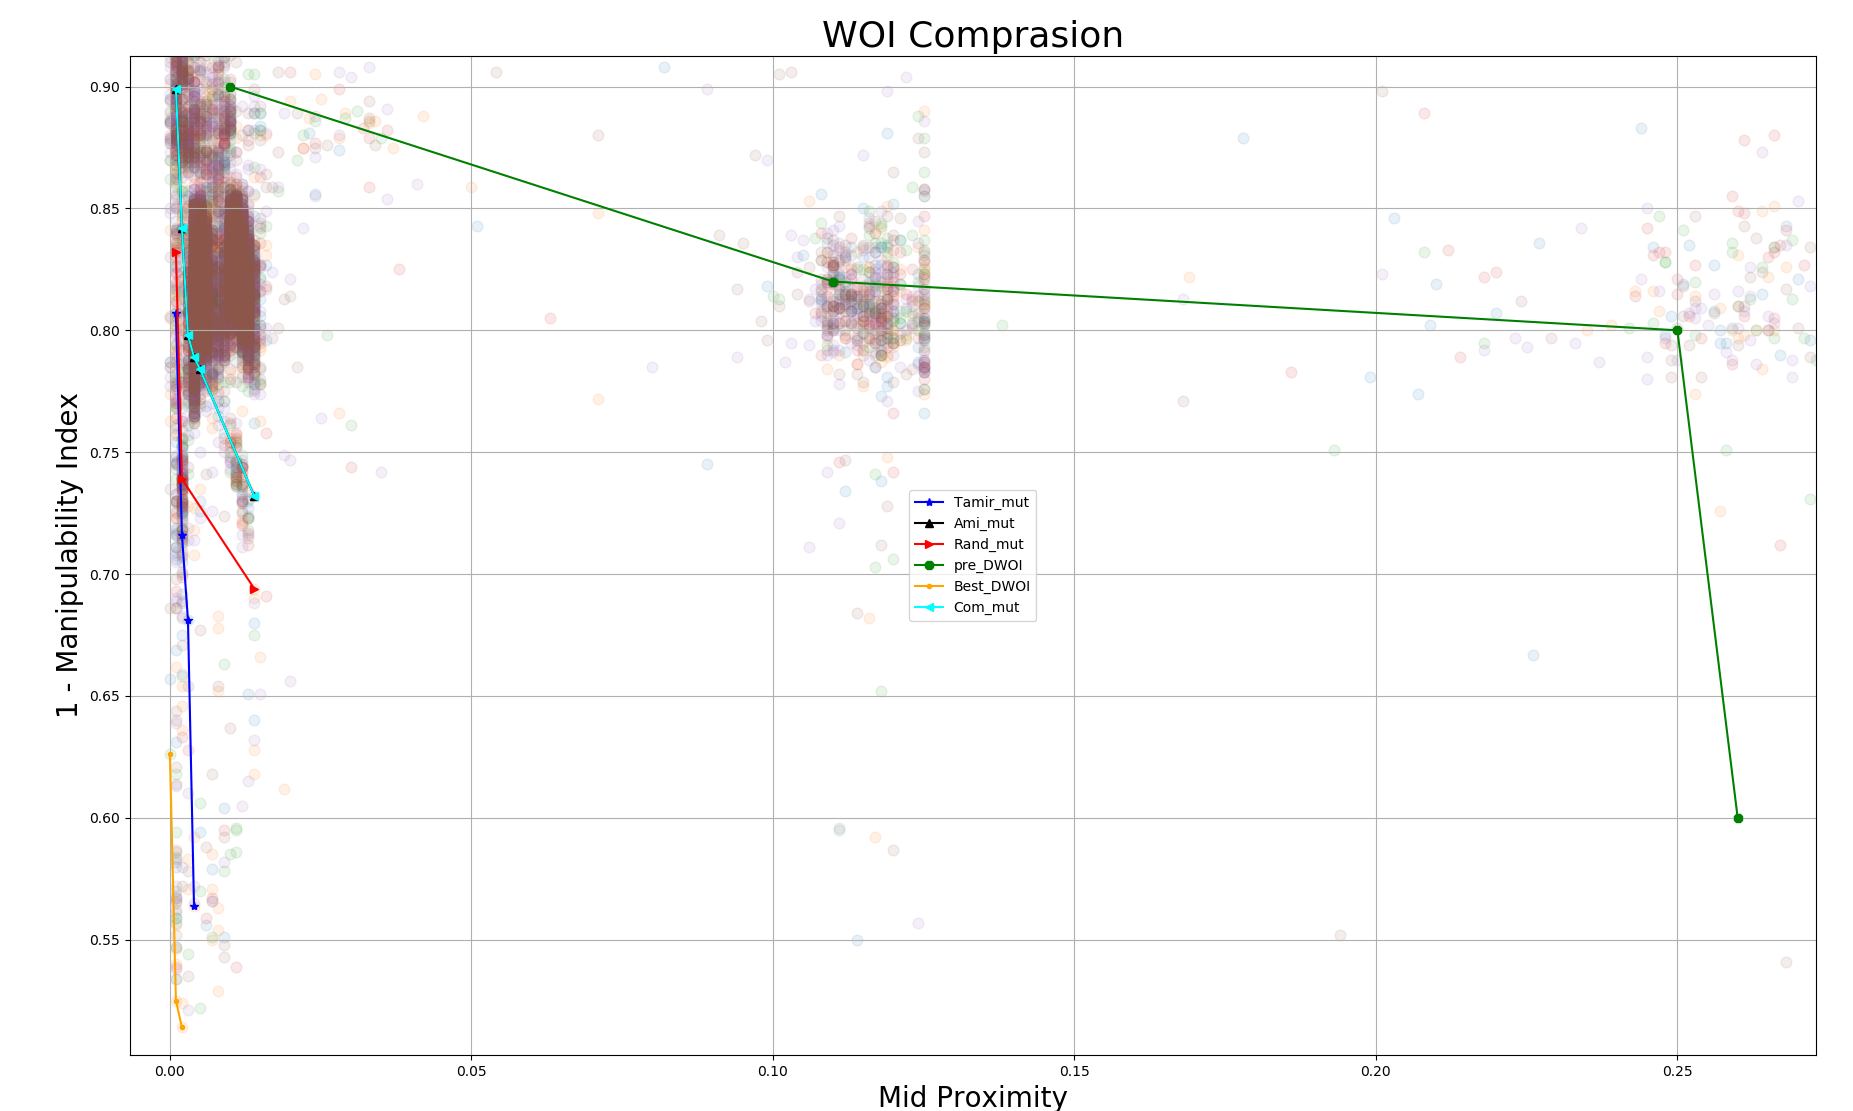 WOI Comprasion
1 - Manipulability Index
0.90
0.85
0.80
0.75
0.70
0.65
0.60
0.55
Tamir_mut
Ami_mut
Rand_mut
pre_DWOI
Best_DWOI
Com_mut
0.00 0.05 0.10 0.15 0.20 0.25
Mid Proximity